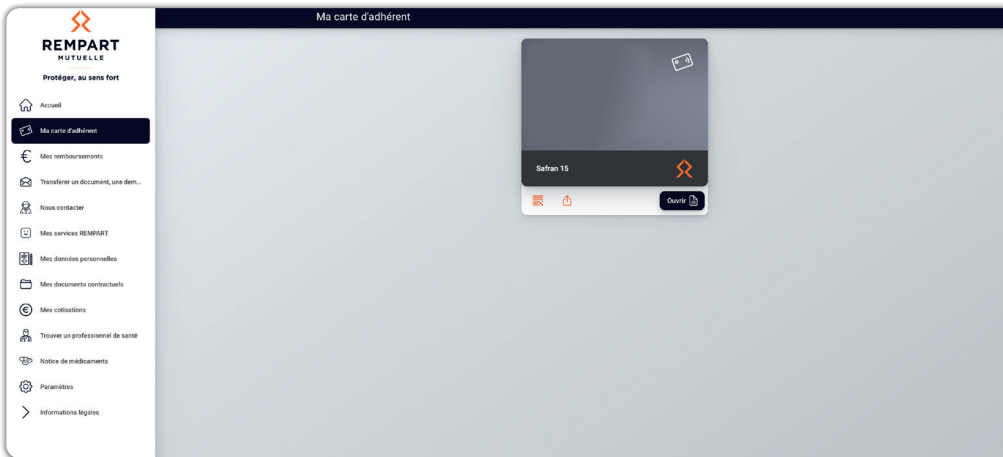 REMPART
MUTUELLE
Protéger, au sens fort
Accueil
Ma carte d'adhérent
Mes remboursements
Transferer un document, une dem...
Nous contacter
Mes services REMPART
Mes données personnelles
Mes documents contractuels
Mes cotisations
Trouver un professionnel de santé
Notice de médicaments
Paramètres
Informations légales
Ma carte d'adhérent
Safran 15
Ouvrir